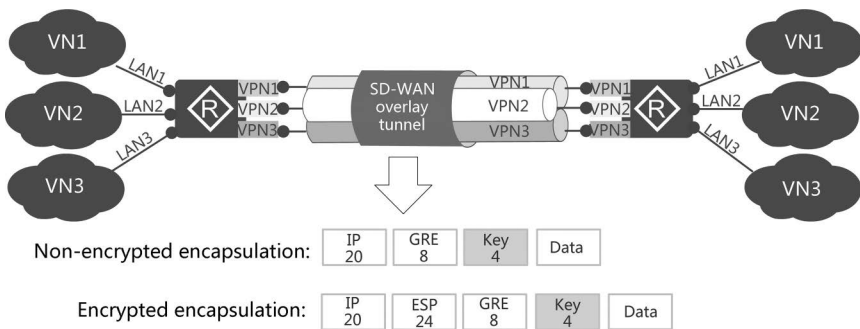 VN1
VN2
VN3
LAN1
LAN2
LAN3
R
VPN1
VPN2
VPN3
SD-WAN
overlay
tunnel
VPN1
VPN2
VPN3
VPN1
VPN2
VPN3
R
LAN1
LAN2
LAN3
VN1
VN2
VN3
Non-encrypted encapsulation: IP 20 GRE 8 Key 4 Data
Encrypted encapsulation: IP 20 ESP 24 GRE 8 Key 4 Data